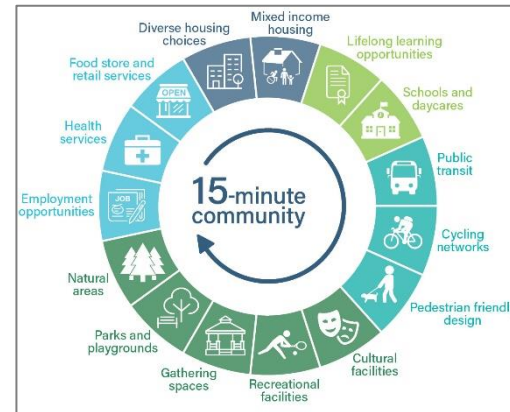 Diverse housing
choices
Mixed income
housing
Lifelong learning
opportunities
Schools and
daycares
Public
transit
Cycling
networks
Pedestrian friendly
design
Cultural
facilities
Recreational
facilities
Gathering
spaces
Parks and
playgrounds
Natural
areas
Employment
opportunities
Health
services
Food store and
retail services
OPEN
JOB
15-minute
community